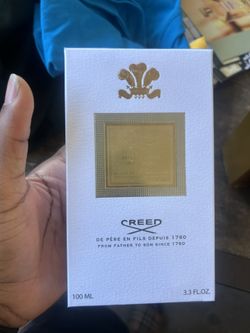 CREED
DE PÈRE EN FILS DEPUIS 1760
FROM FATHER TO SON SINCE 1760
100 ML 3.3 FL.OZ.